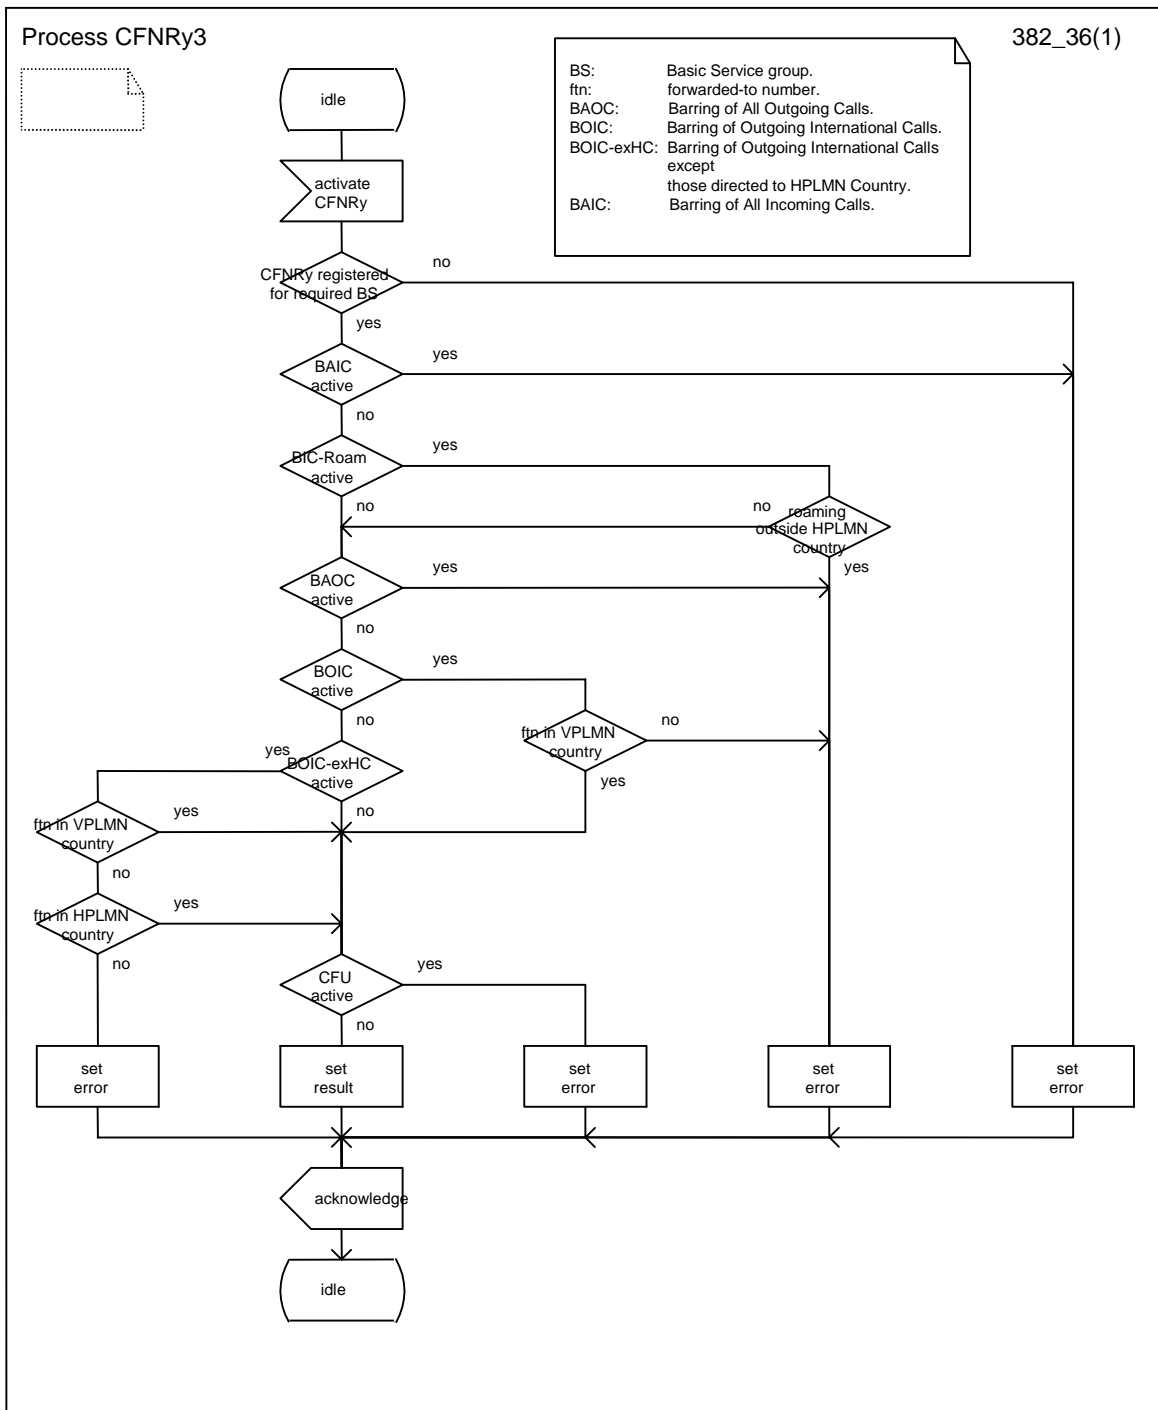 Process CFNRy3
382_36(1)
BS: Basic Service group.
ftn: forwarded-to number.
BAOC: Barring of All Outgoing Calls.
BOIC: Barring of Outgoing International Calls.
BOIC-exHC: Barring of Outgoing International Calls
except
those directed to HPLMN Country.
BAIC: Barring of All Incoming Calls.
idle
activate
CFNRy
CFNRy registered
for required BS
no
yes
BAIC
active
yes
no
BIC-Roam
active
yes
no
roaming
outside HPLMN
country
no
yes
BAOC
active
yes
no
BOIC
active
yes
no
ftn in VPLMN
country
no
yes
BOIC-exHC
active
yes
no
ftn in VPLMN
country
yes
no
ftn in HPLMN
country
yes
no
CFU
active
yes
no
set
error
set
result
set
error
set
error
set
error
acknowledge
idle